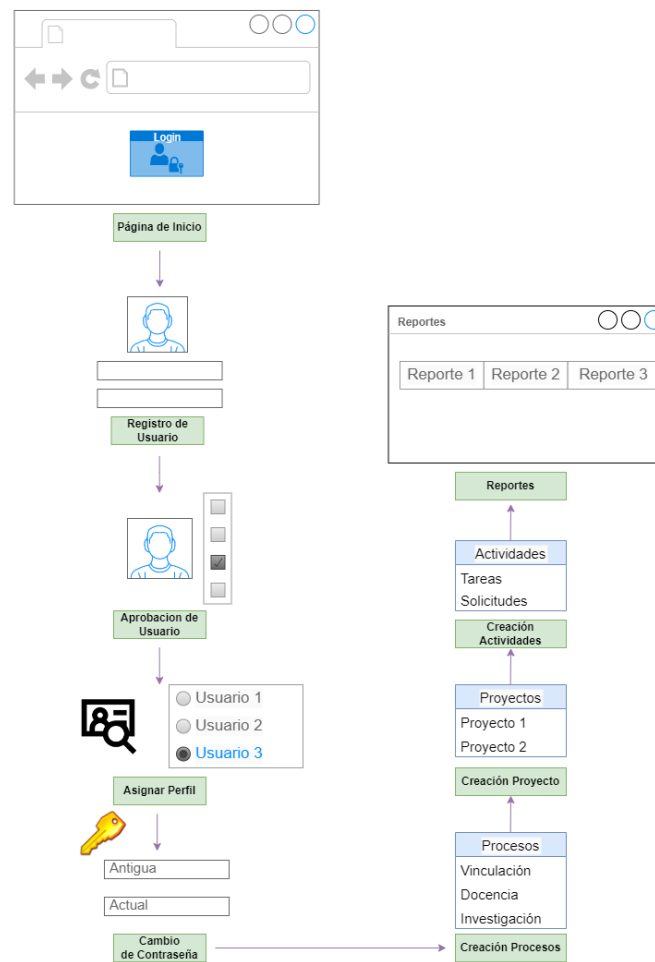 Login
Página de Inicio
Registro de
Usuario
Aprobacion de
Usuario
Usuario 1
Usuario 2
Usuario 3
Asignar Perfil
Antigua
Actual
Cambio
de Contraseña
Reportes
Reporte 1 Reporte 2 Reporte 3
Reportes
Actividades
Tareas
Solicitudes
Creación
Actividades
Proyectos
Proyecto 1
Proyecto 2
Creación Proyecto
Procesos
Vinculación
Docencia
Investigación
Creación Procesos